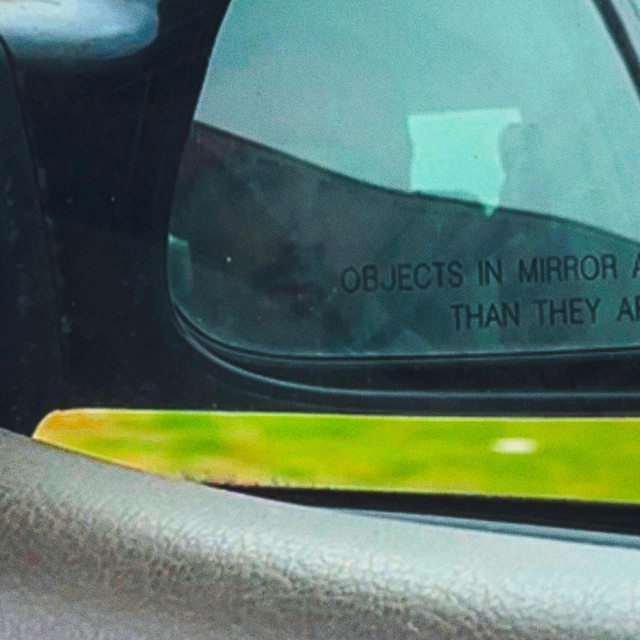 OBJECTS IN MIRROR
THAN THEY